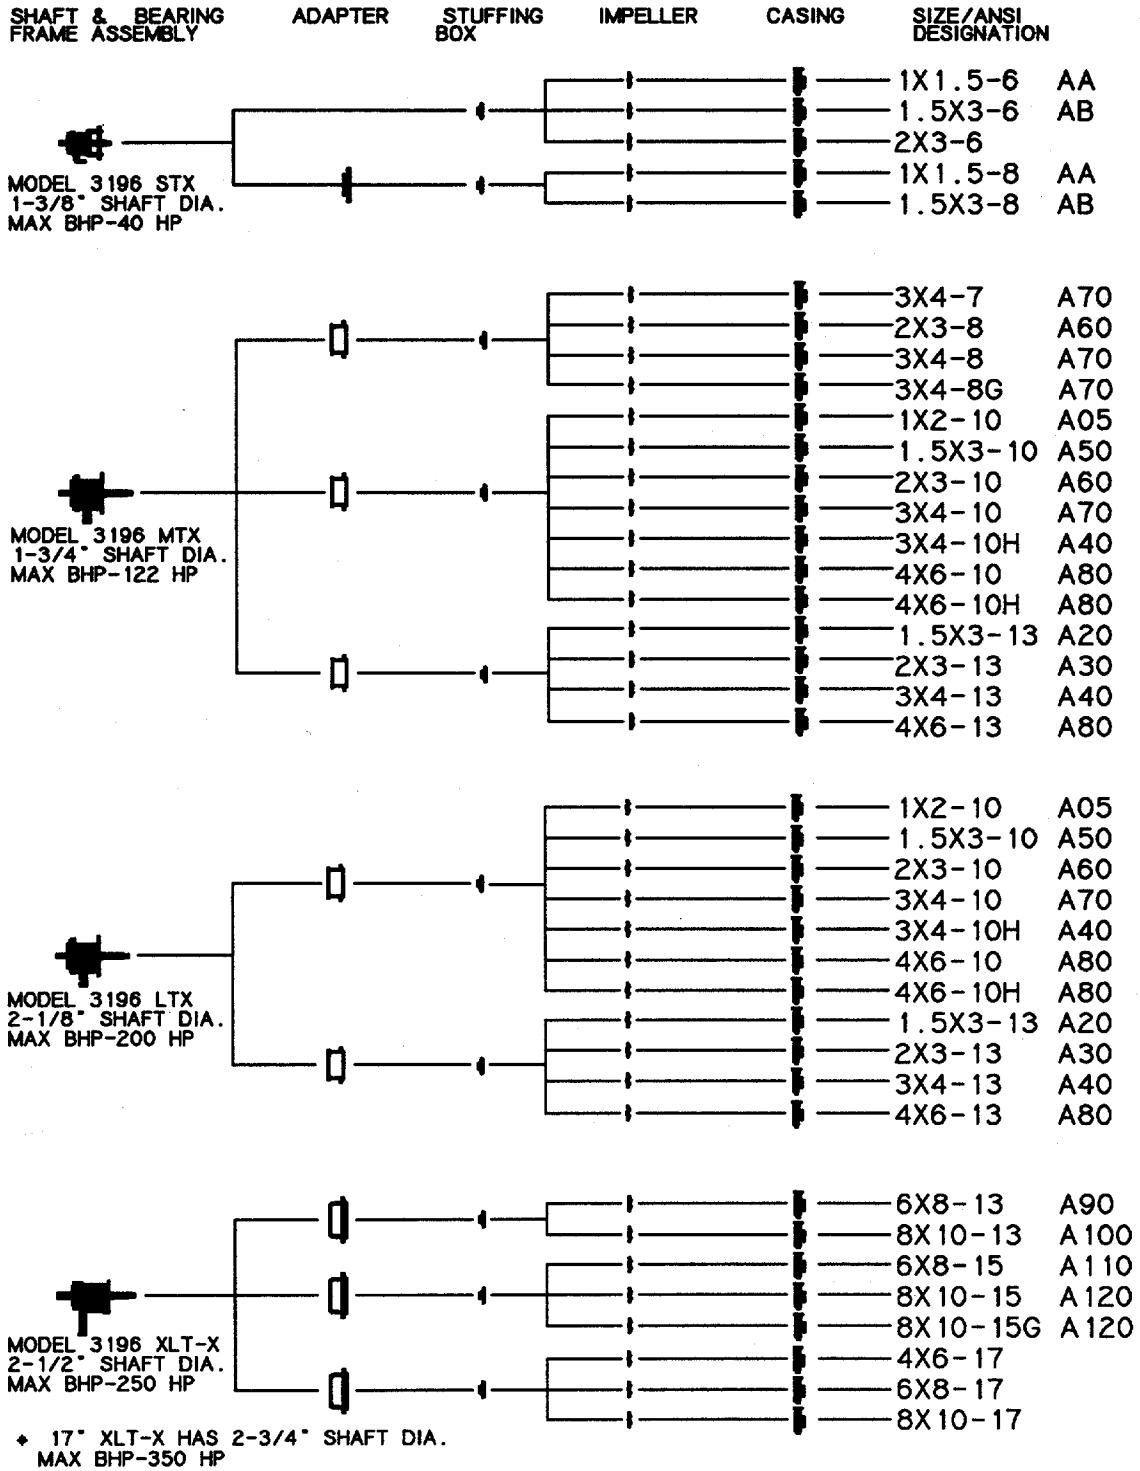 SHAFT & BEARING FRAME ASSEMBLY
ADAPTER
STUFFING BOX
IMPELLER
CASING
SIZE/ANSI DESIGNATION
MODEL 3196 STX
1-3/8" SHAFT DIA.
MAX BHP-40 HP
1X1.5-6 AA
1.5X3-6 AB
2X3-6
1X1.5-8 AA
1.5X3-8 AB
MODEL 3196 MTX
1-3/4" SHAFT DIA.
MAX BHP-122 HP
3X4-7 A70
2X3-8 A60
3X4-8 A70
3X4-8G A70
1X2-10 A05
1.5X3-10 A50
2X3-10 A60
3X4-10 A70
3X4-10H A40
4X6-10 A80
4X6-10H A80
1.5X3-13 A20
2X3-13 A30
3X4-13 A40
4X6-13 A80
MODEL 3196 LTX
2-1/8" SHAFT DIA.
MAX BHP-200 HP
1X2-10 A05
1.5X3-10 A50
2X3-10 A60
3X4-10 A70
3X4-10H A40
4X6-10 A80
4X6-10H A80
1.5X3-13 A20
2X3-13 A30
3X4-13 A40
4X6-13 A80
MODEL 3196 XLT-X
2-1/2" SHAFT DIA.
MAX BHP-250 HP
6X8-13 A90
8X10-13 A100
6X8-15 A110
8X10-15 A120
8X10-15G A120
4X6-17
6X8-17
8X10-17
* 17" XLT-X HAS 2-3/4" SHAFT DIA.
MAX BHP-350 HP